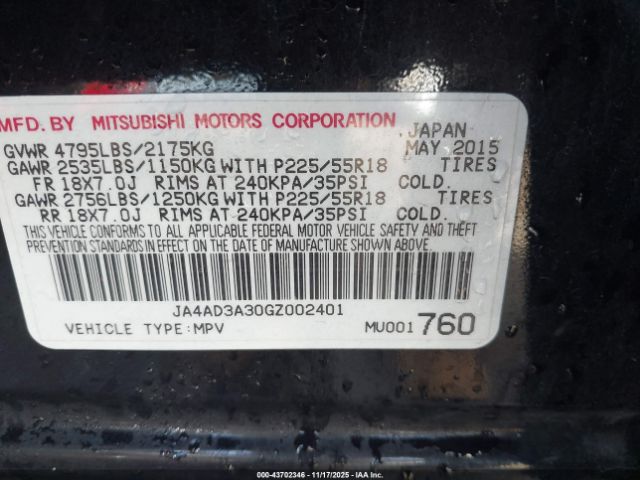 MFD. BY MITSUBISHI MOTORS CORPORATION
JAPAN
GVWR 4795LBS/2175KG MAY 2015
GAWR 2535LBS/1150KG WITH P225/55R18 TIRES
FR 18X7.0J RIMS AT 240KPA/35PSI COLD.
GAWR 2756LBS/1250KG WITH P225/55R18 TIRES
RR 18X7.0J RIMS AT 240KPA/35PSI COLD.
THIS VEHICLE CONFORMS TO ALL APPLICABLE FEDERAL MOTOR VEHICLE SAFETY AND THEFT
PREVENTION STANDARDS IN EFFECT ON THE DATE OF MANUFACTURE SHOWN ABOVE.
JA4AD3A30GZ002401
VEHICLE TYPE:MPV MU001 760
000-43702346 - 11/17/2025 - IAA Inc.